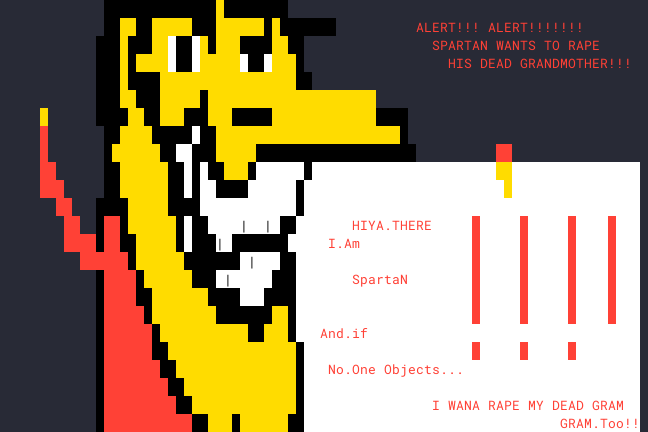 ALERT!!! ALERT!!!!!!!
SPARTAN WANTS TO RAPE
HIS DEAD GRANDMOTHER!!!
HIYA.THERE
I.Am
SpartaN
And.if
No.One Objects...
I WANA RAPE MY DEAD GRAM
GRAM.Too!!